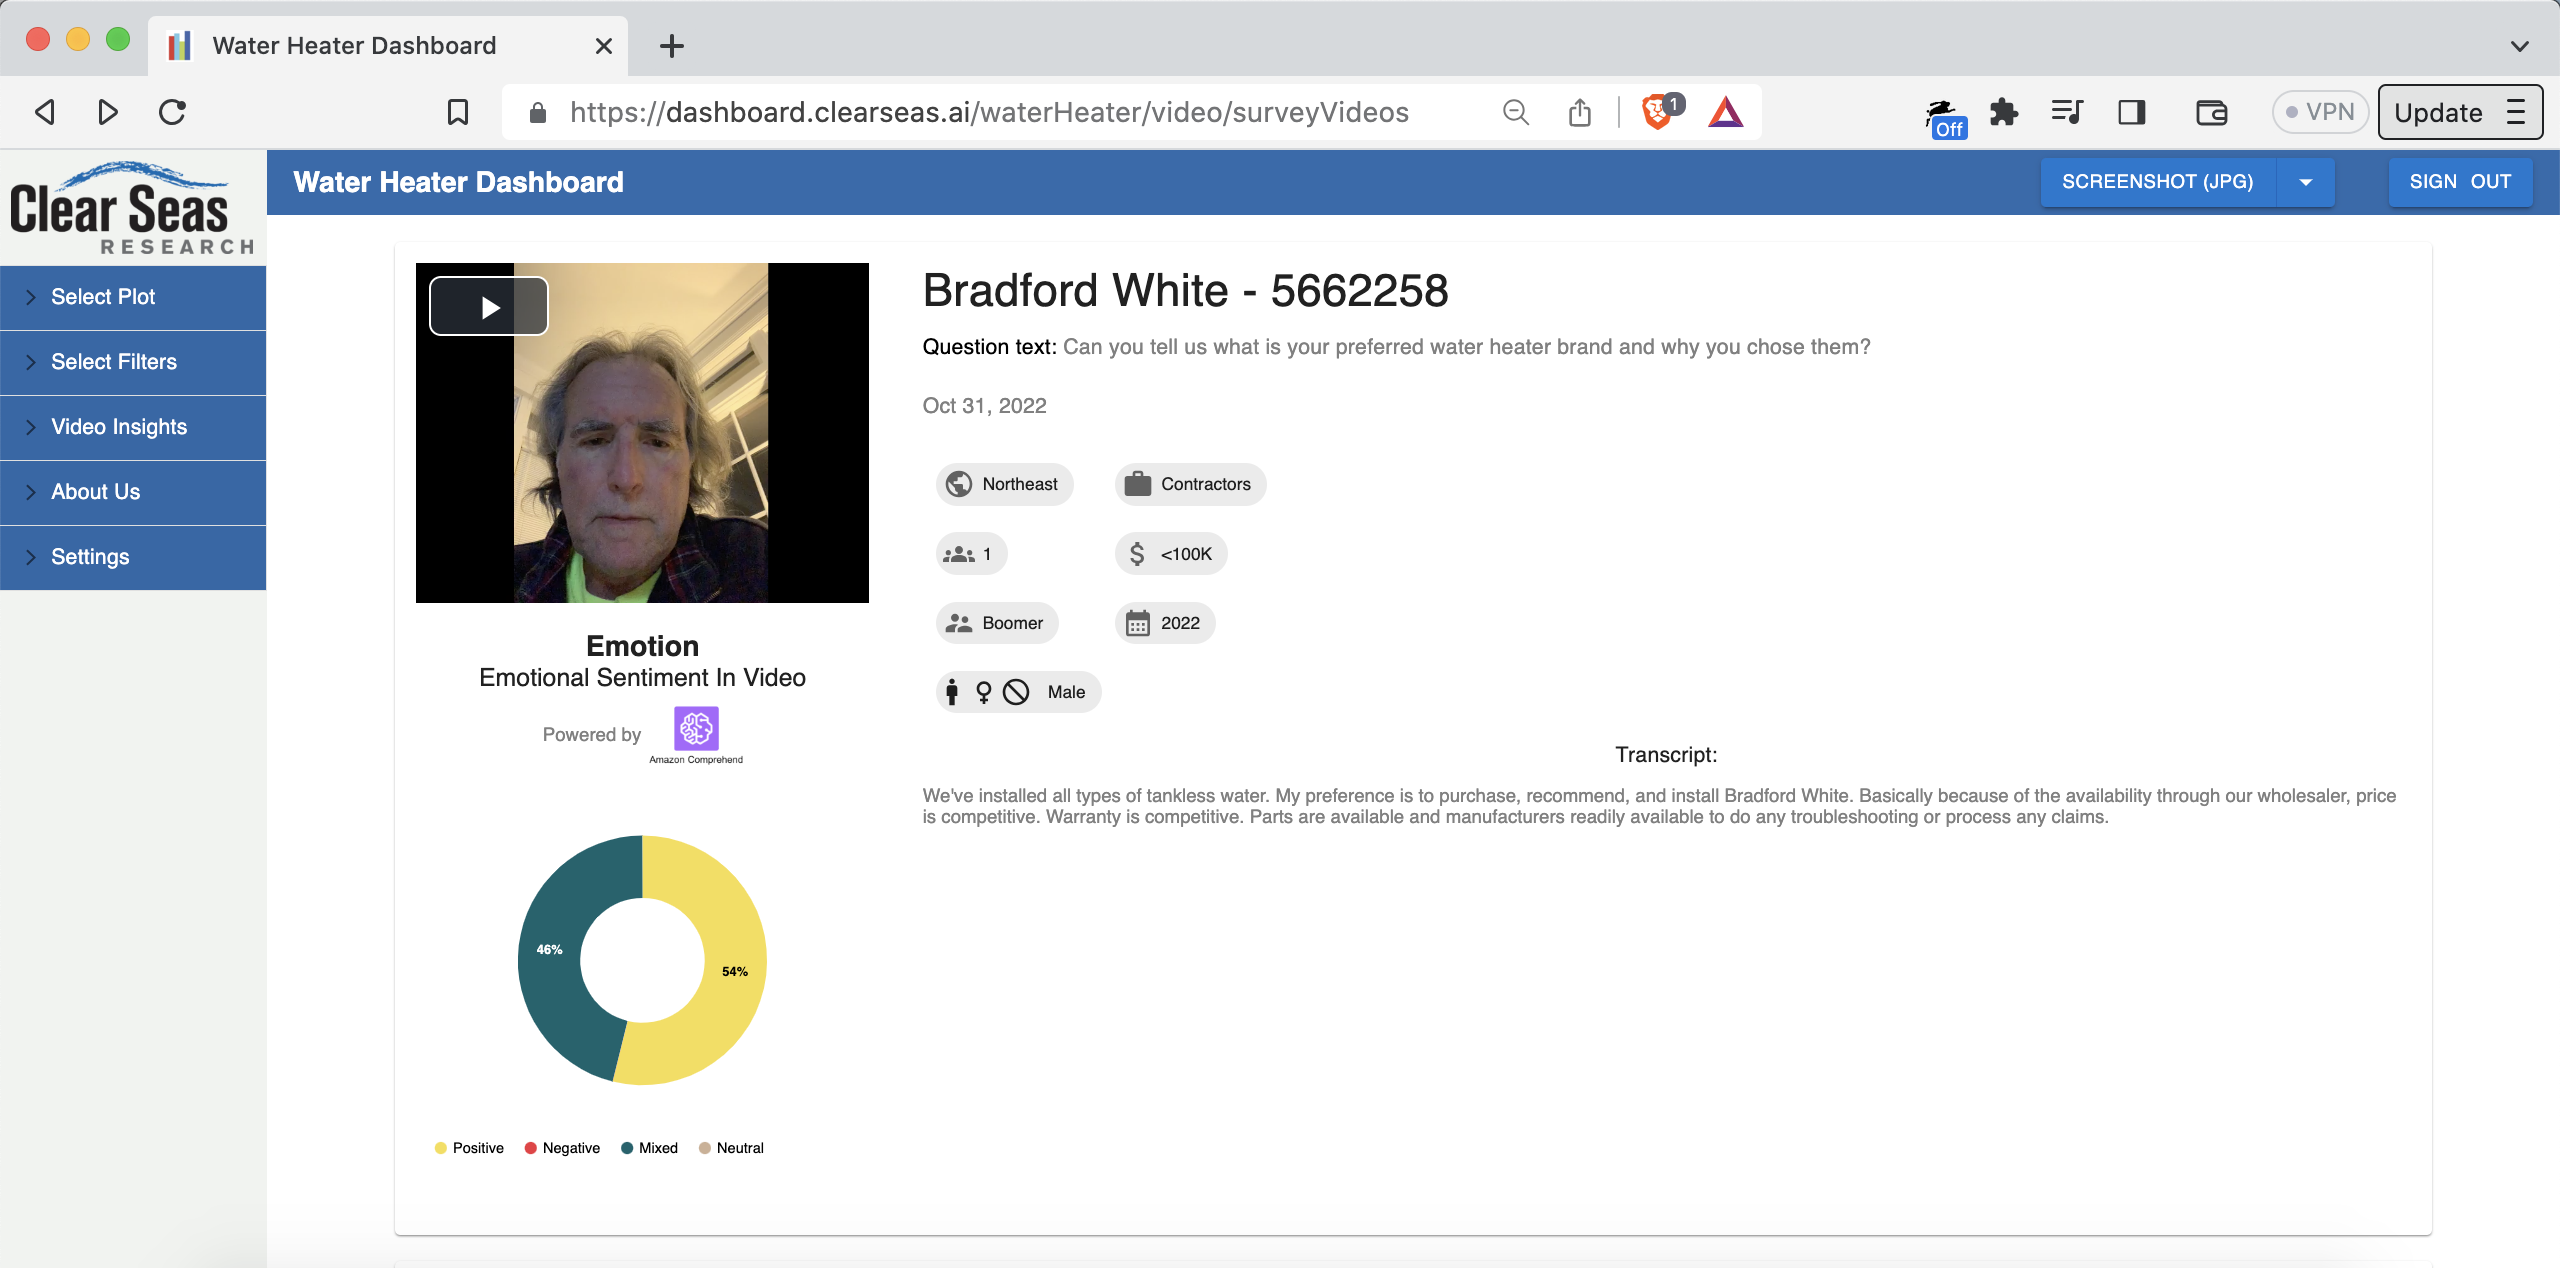 Water Heater Dashboard
https://dashboard.clearseas.ai/waterHeater/video/surveyVideos
1
Off
VPN
Update
Clear Seas
RESEARCH
Water Heater Dashboard
SCREENSHOT (JPG)
SIGN OUT
Select Plot
Select Filters
Video Insights
About Us
Settings
Bradford White - 5662258
Question text: Can you tell us what is your preferred water heater brand and why you chose them?
Oct 31, 2022
Northeast
Contractors
1
<100K
Boomer
2022
Male
Emotion
Emotional Sentiment In Video
Powered by
Amazon Comprehend
Transcript:
We've installed all types of tankless water. My preference is to purchase, recommend, and install Bradford White. Basically because of the availability through our wholesaler, price
is competitive. Warranty is competitive. Parts are available and manufacturers readily available to do any troubleshooting or process any claims.
46%
54%
Positive
Negative
Mixed
Neutral